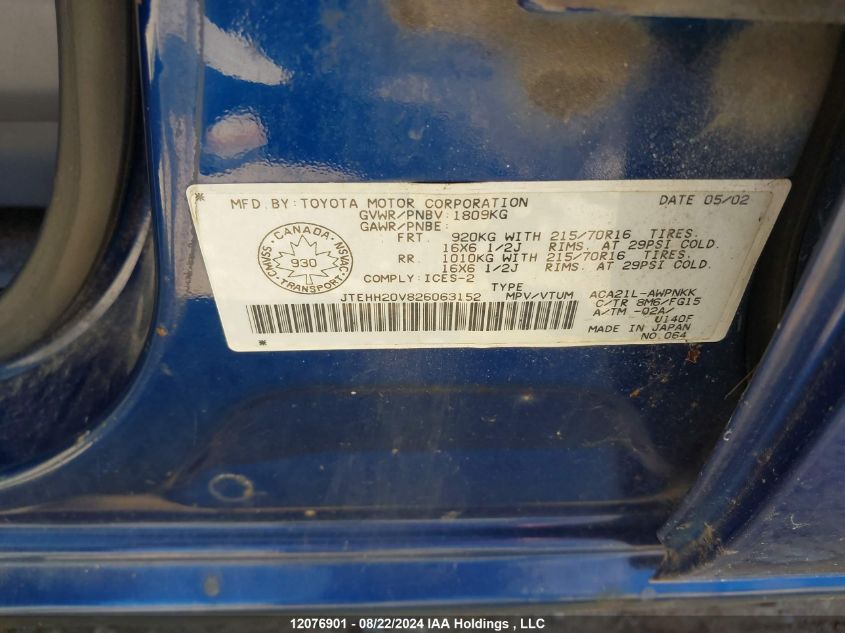 MFD. BY: TOYOTA MOTOR CORPORATION DATE 05/02
GVWR/PNBV: 1809KG
GAWR/PNBE:
FRT. 920KG WITH 215/70R16 TIRES.
16X6 1/2J RIMS. AT 29PSI COLD.
RR. 1010KG WITH 215/70R16 TIRES.
16X6 1/2J RIMS. AT 29PSI COLD.
COMPLY: ICES-2
CANADA
CMVSS 930 NSVAC
TRANSPORT
TYPE
JTEHH20V826063152 MPV/VTUM ACA21L-AWPNKK
C/TR 8M6/FG15
A/TM -02A/
U140F
MADE IN JAPAN
NO.064
12076901 - 08/22/2024 IAA Holdings , LLC